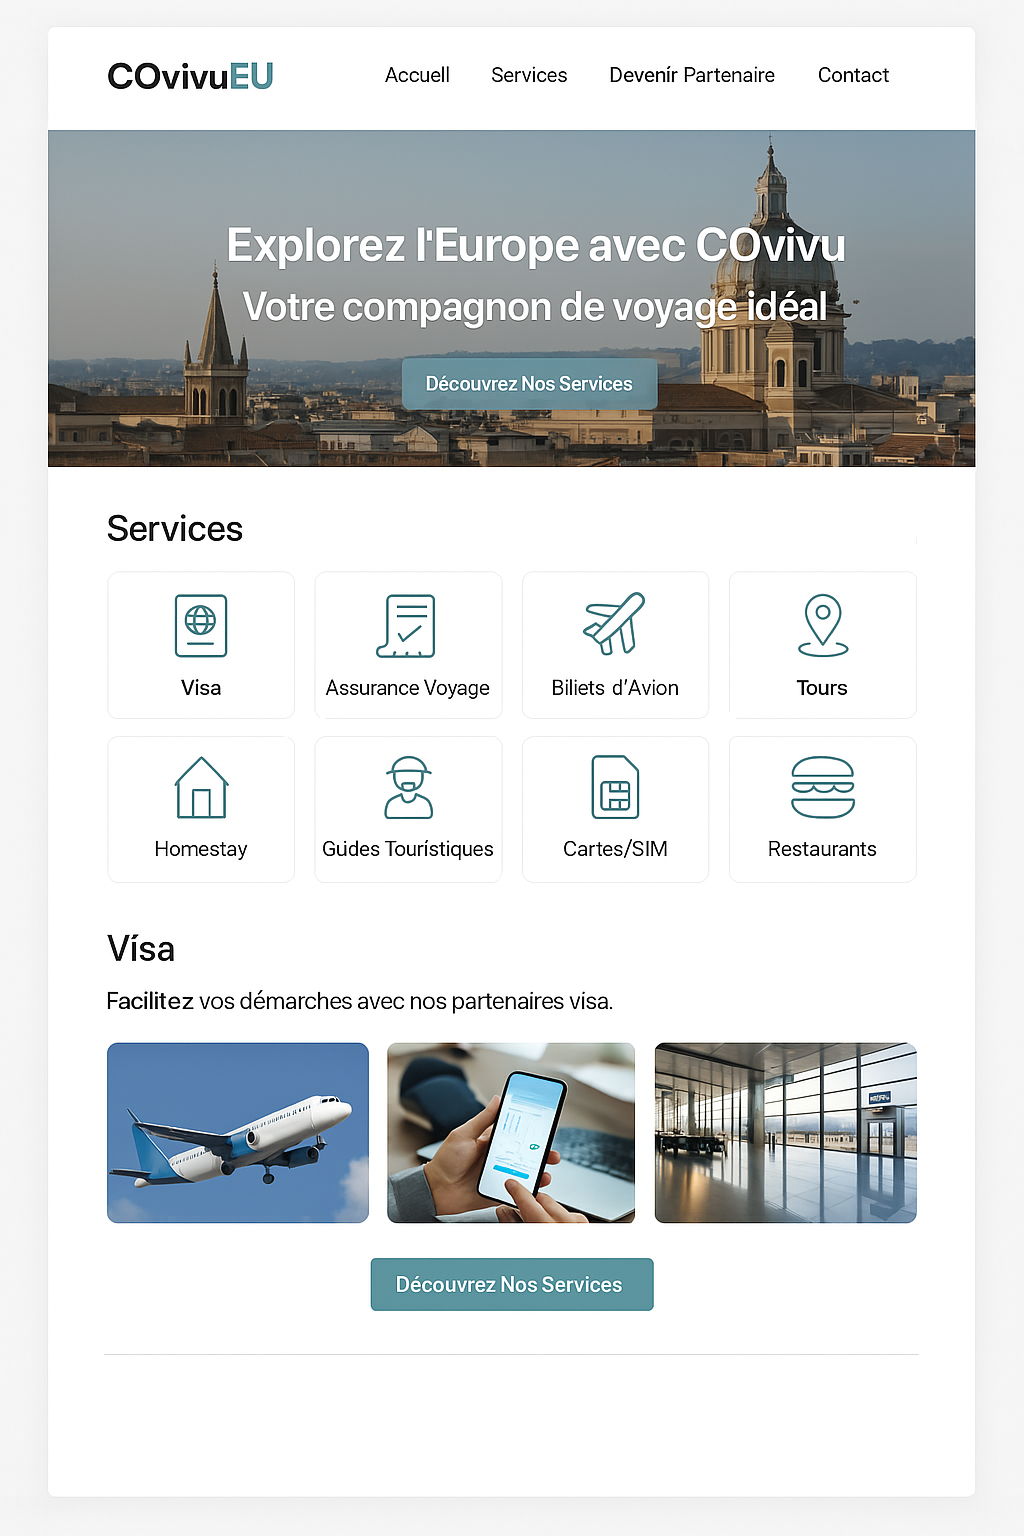 COvivuEU
Accuell Services Devenír Partenaire Contact
Explorez l'Europe avec COvivu
Votre compagnon de voyage idéal
Découvrez Nos Services
Services
Visa
Assurance Voyage
Biliets d’Avion
Tours
Homestay
Guides Tourístiques
Cartes/SIM
Restaurants
Vísa
Facilitez vos démarches avec nos partenaires visa.
Découvrez Nos Services